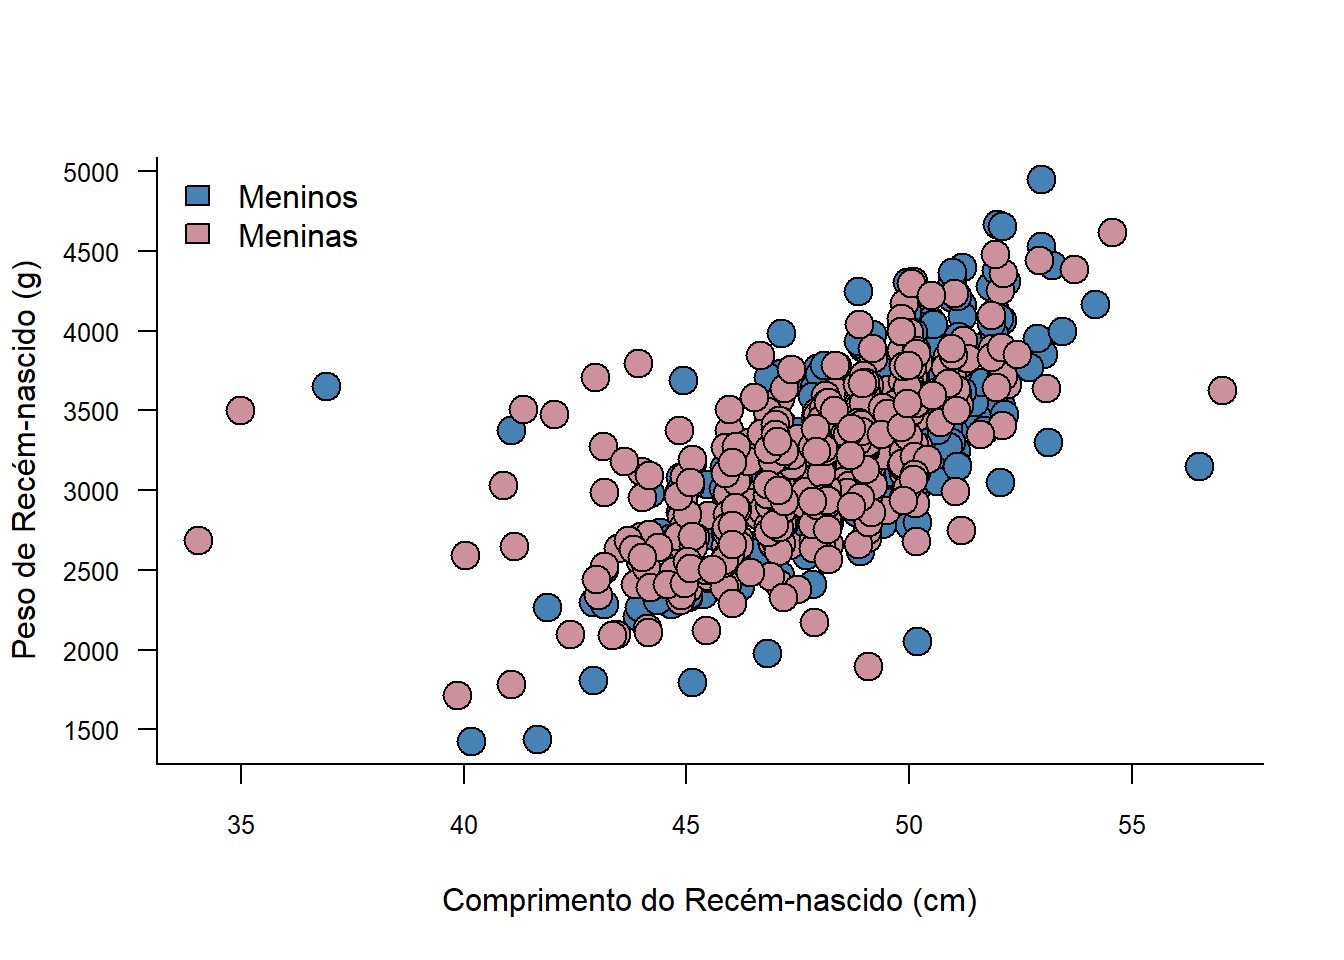 5000
4500
4000
3500
3000
2500
2000
1500
Peso de Recém-nascido (g)
Meninos
Meninas
35 40 45 50 55
Comprimento do Recém-nascido (cm)